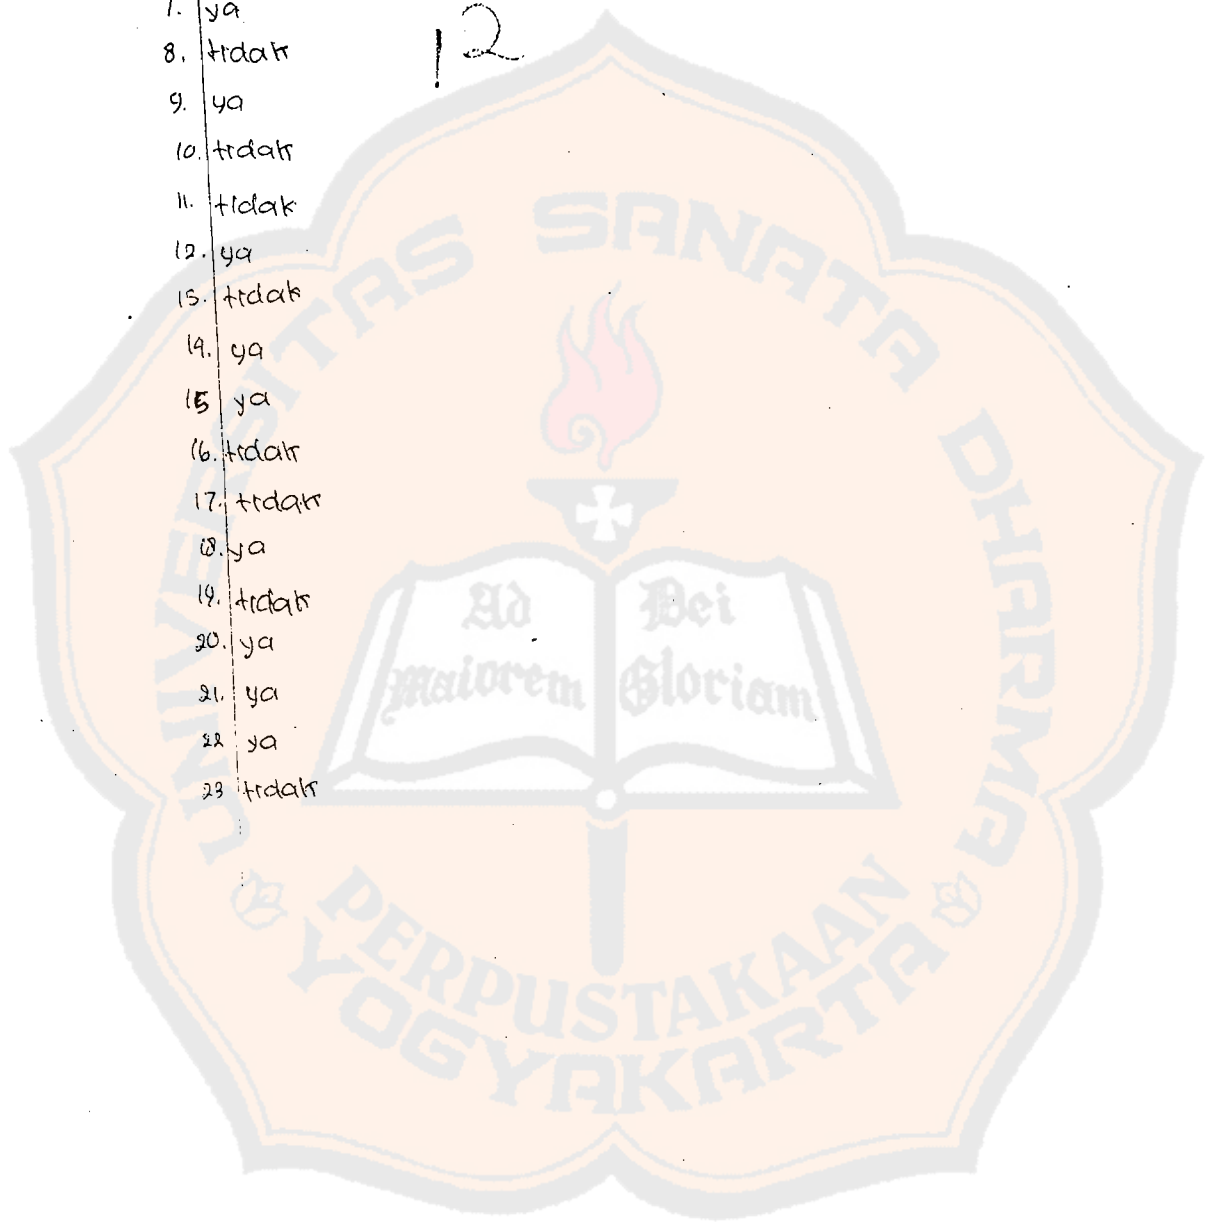 7. ya
8. tidak
9. ya
10. tidak
11. tidak
12. ya
13. tidak
14. ya
15 ya
16. tidak
17. tidak
18. ya
19. tidak
20. ya
21. ya
22 ya
23 tidak
12
UNIVERSITAS SANATA DHARMA
Ad Dei
Maiorem Gloriam
PERPUSTAKAAN
YOGYAKARTA